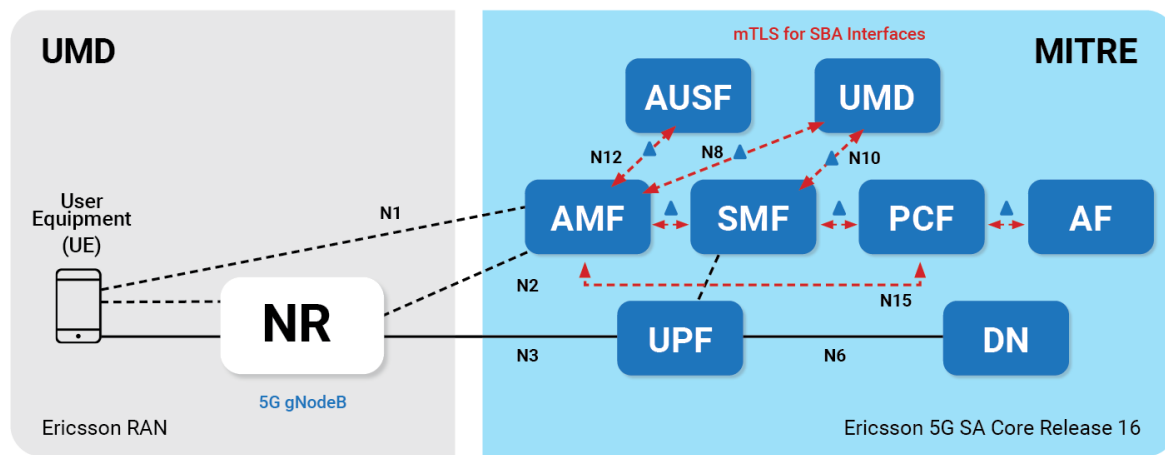 UMD
mTLS for SBA Interfaces
MITRE
AUSF
UMD
N12
N8
N10
User
Equipment
(UE)
N1
AMF
SMF
PCF
AF
N2
N15
NR
UPF
DN
N3
N6
5G gNodeB
Ericsson RAN
Ericsson 5G SA Core Release 16